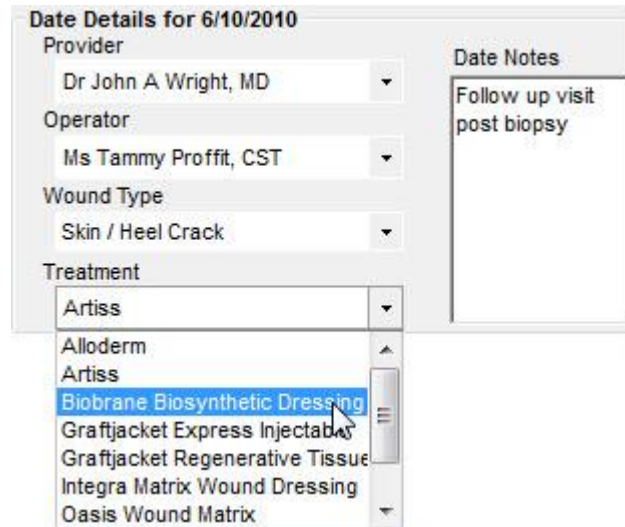 Date Details for 6/10/2010
Provider
Dr John A Wright, MD
Operator
Ms Tammy Proffit, CST
Wound Type
Skin / Heel Crack
Treatment
Artiss
Date Notes
Follow up visit
post biopsy
Alloderm
Artiss
Biobrane Biosynthetic Dressing
Graftjacket Express Injectable
Graftjacket Regenerative Tissue
Integra Matrix Wound Dressing
Oasis Wound Matrix